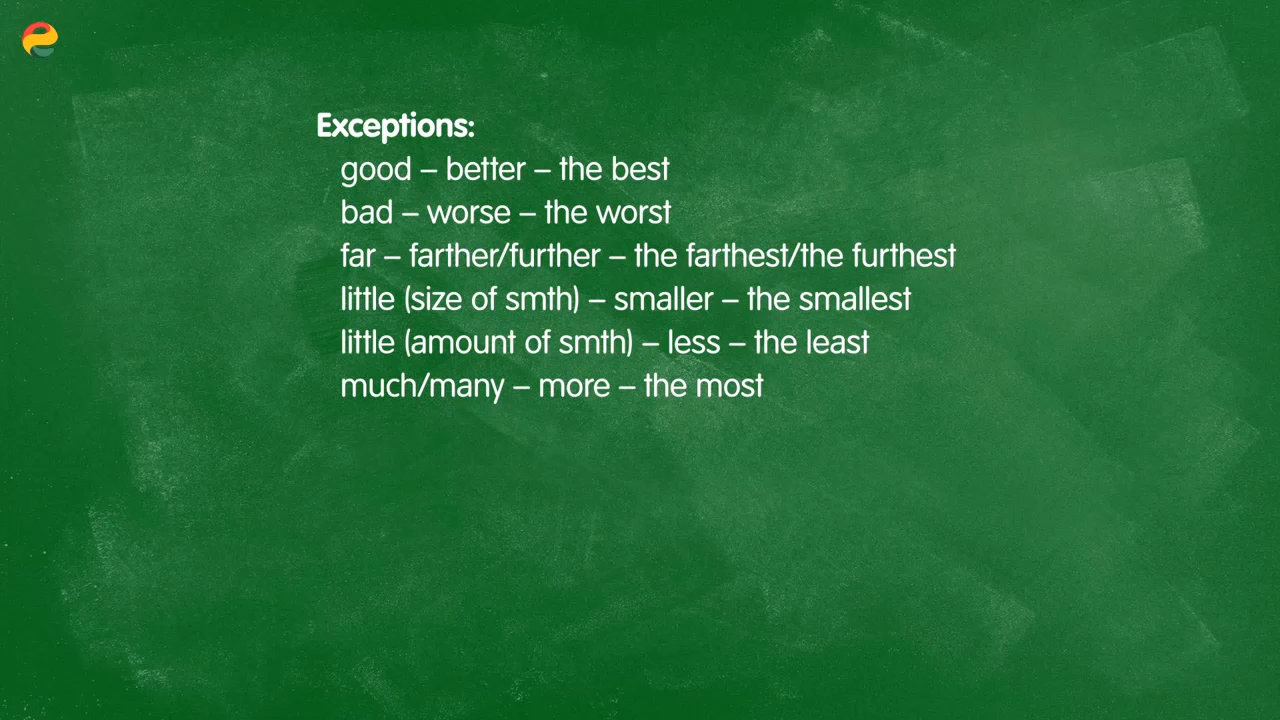 Exceptions:
good – better – the best
bad – worse – the worst
far – farther/further – the farthest/the furthest
little (size of smth) – smaller – the smallest
little (amount of smth) – less – the least
much/many – more – the most